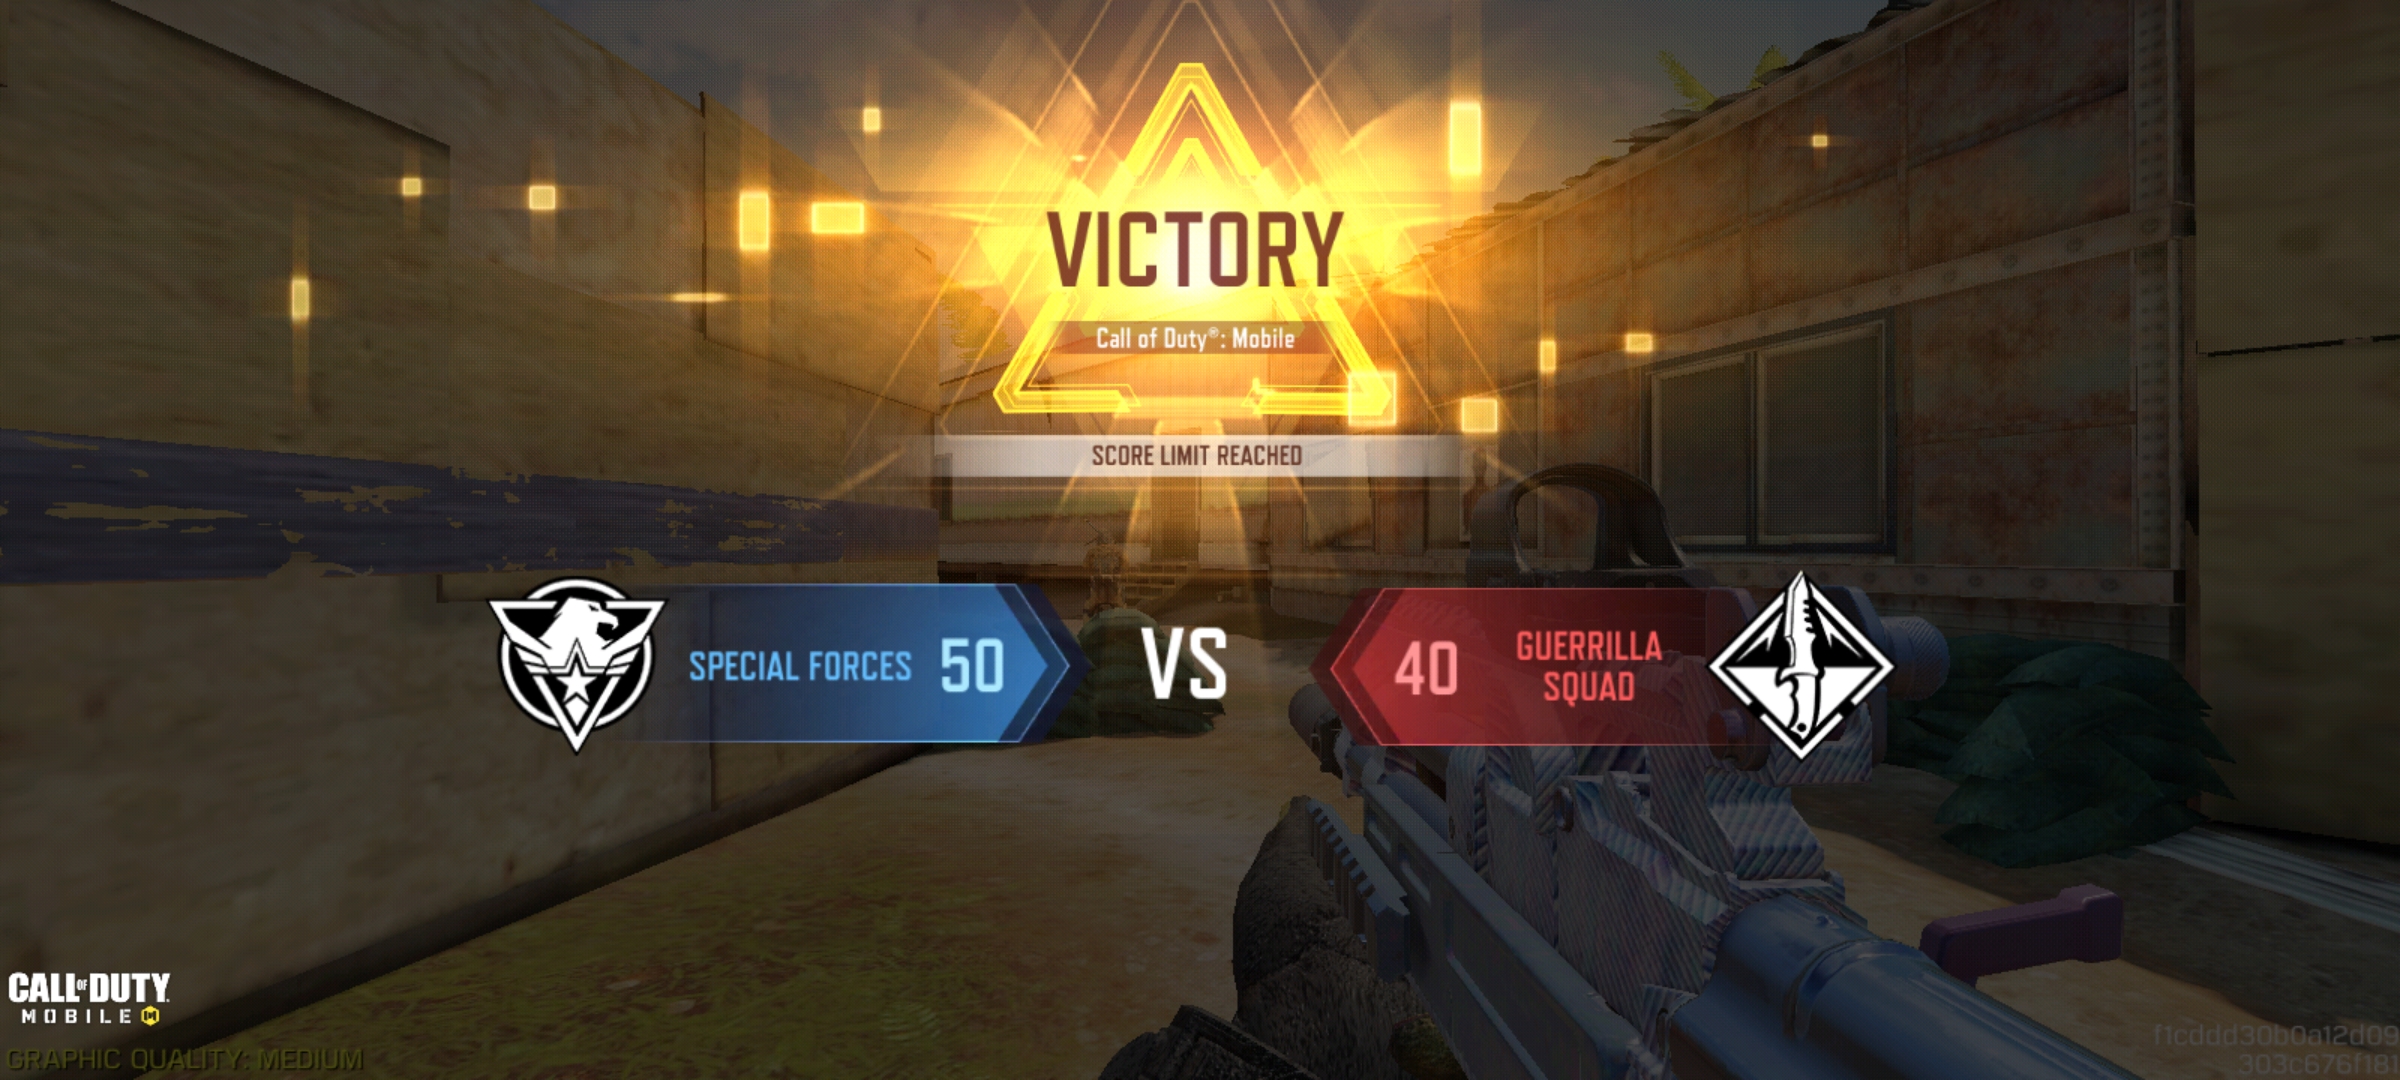 VICTORY
Call of Duty®: Mobile
SCORE LIMIT REACHED
SPECIAL FORCES 50
VS
40 GUERRILLA
SQUAD
CALL OF DUTY
MOBILE
GRAPHIC QUALITY: MEDIUM
f1cddd30b0a12d09
303c676f181